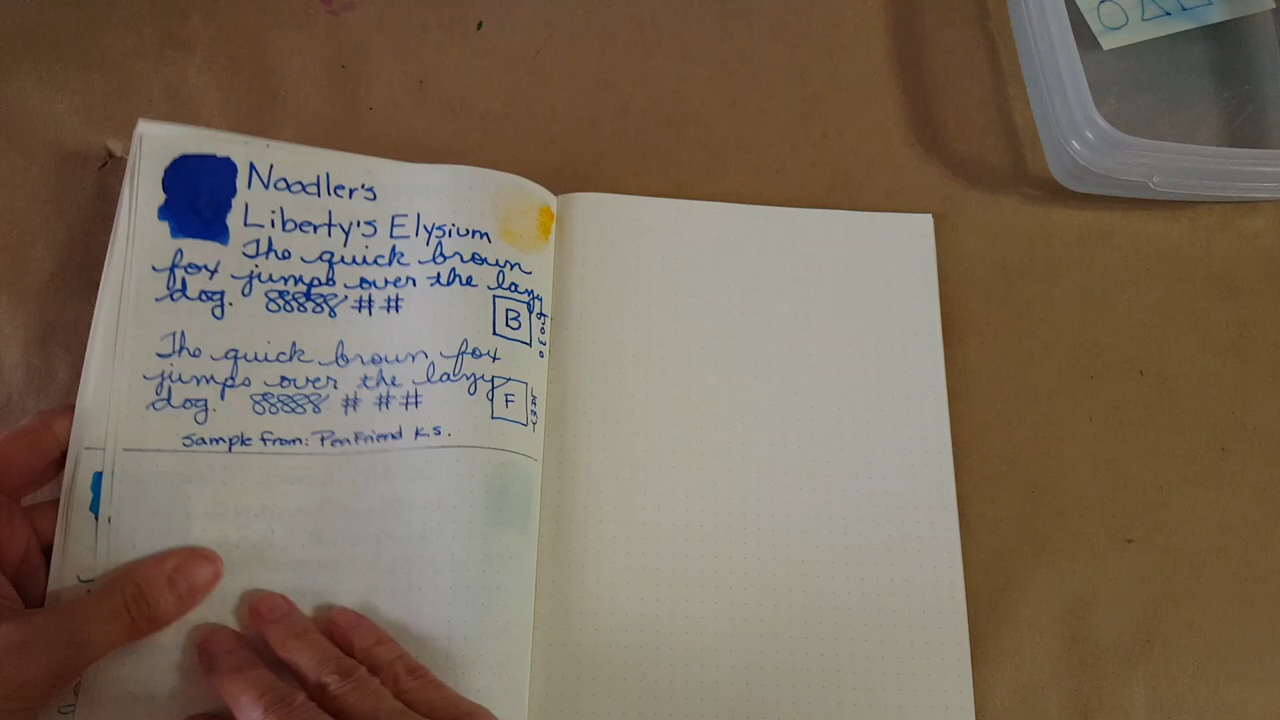 Noodler's
Liberty's Elysium
The quick brown
fox jumps over the lazy
dog. 88888 # #
B
The quick brown fox
jumps over the lazy
dog. 88888 # # #
F
Sample from: PenFriend K.S.